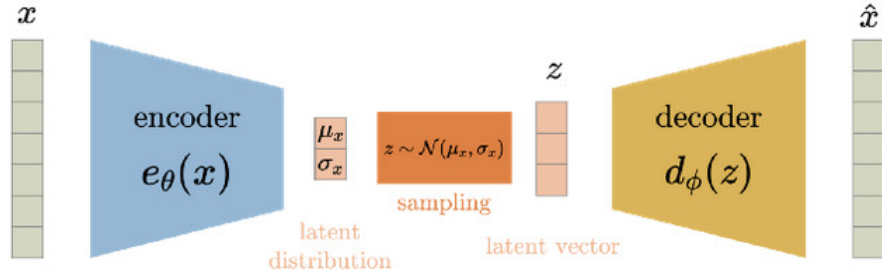 x
encoder
e_θ(x)
μ_x
σ_x
latent
distribution
z ∼ 𝒩(μ_x, σ_x)
sampling
z
latent vector
decoder
d_ϕ(z)
x̂